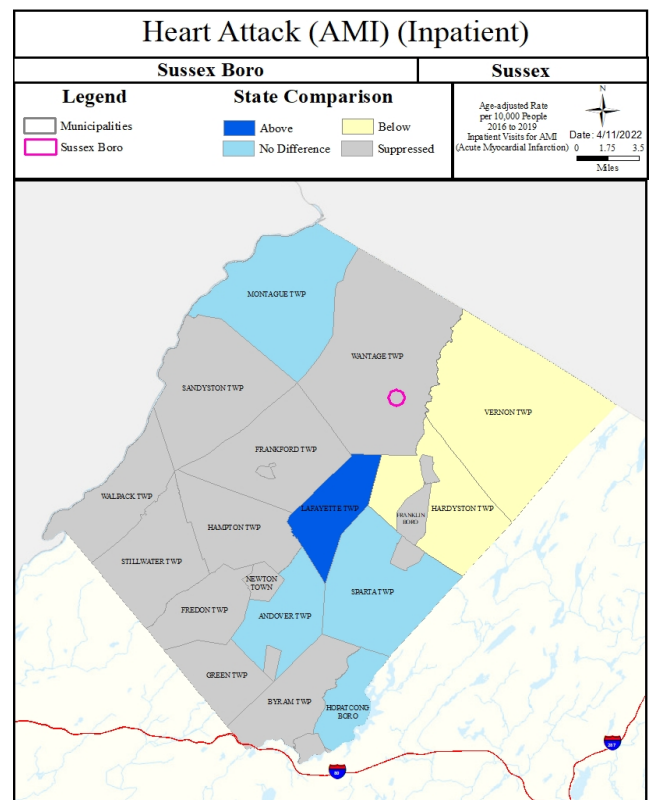 Heart Attack (AMI) (Inpatient)
Sussex Boro
Sussex
Legend
Municipalities
Sussex Boro
State Comparison
Above
Below
No Difference
Suppressed
Age-adjusted Rate
per 10,000 People
2016 to 2019
Inpatient Visits for AMI
(Acute Myocardial Infarction)
N
Date: 4/11/2022
0 1.75 3.5
Miles
MONTAGUE TWP
WANTAGE TWP
SANDYSTON TWP
VERNON TWP
FRANKFORD TWP
WALPACK TWP
LAFAYETTE TWP
HARDYSTON TWP
FRANKLIN
BORO
HAMPTON TWP
STILLWATER TWP
NEWTON
TOWN
SPARTA TWP
FREDON TWP
ANDOVER TWP
GREEN TWP
BYRAM TWP
HOPATCONG
BORO
80
287